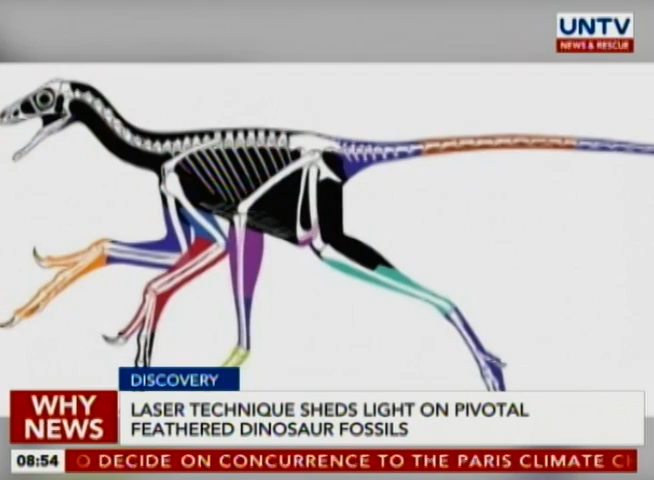 UNTV
NEWS & RESCUE
DISCOVERY
WHY
NEWS
LASER TECHNIQUE SHEDS LIGHT ON PIVOTAL
FEATHERED DINOSAUR FOSSILS
08:54
O DECIDE ON CONCURRENCE TO THE PARIS CLIMATE